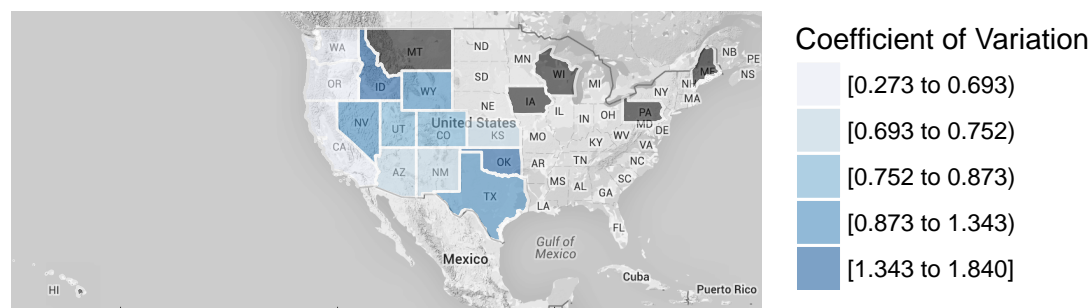 Coefficient of Variation
[0.273 to 0.693)
[0.693 to 0.752)
[0.752 to 0.873)
[0.873 to 1.343)
[1.343 to 1.840]
WA
MT
ND
MN
NB
PE
OR
ID
WY
SD
WI
MI
ME
NH
NS
NV
UT
CO
NE
IA
IL
IN
OH
PA
NY
MA
United States
KS
MO
KY
WV
MD
DE
VA
CA
AZ
NM
OK
AR
TN
NC
TX
MS
AL
GA
SC
LA
FL
Gulf of
Mexico
Mexico
Cuba
Puerto Rico
HI